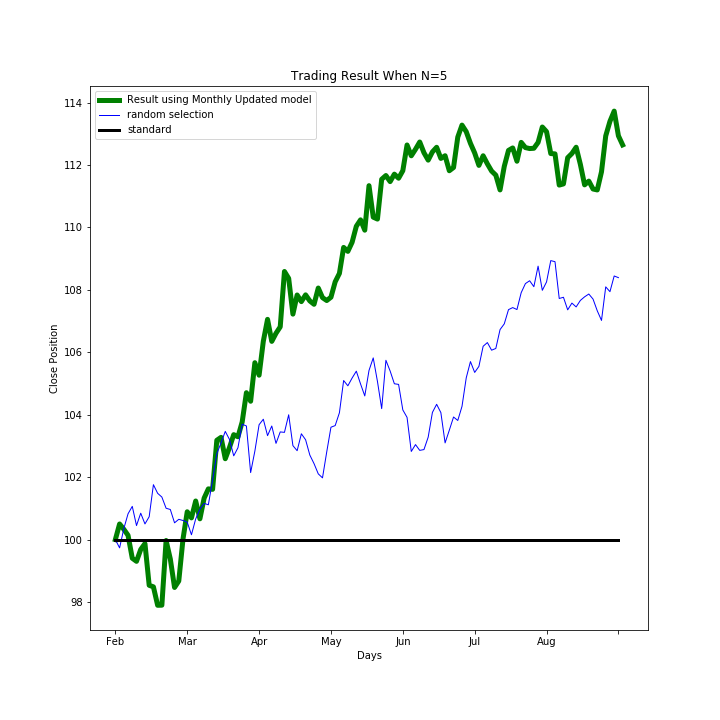 Trading Result When N=5
Result using Monthly Updated model
random selection
standard
Close Position
114
112
110
108
106
104
102
100
98
Feb Mar Apr May Jun Jul Aug
Days